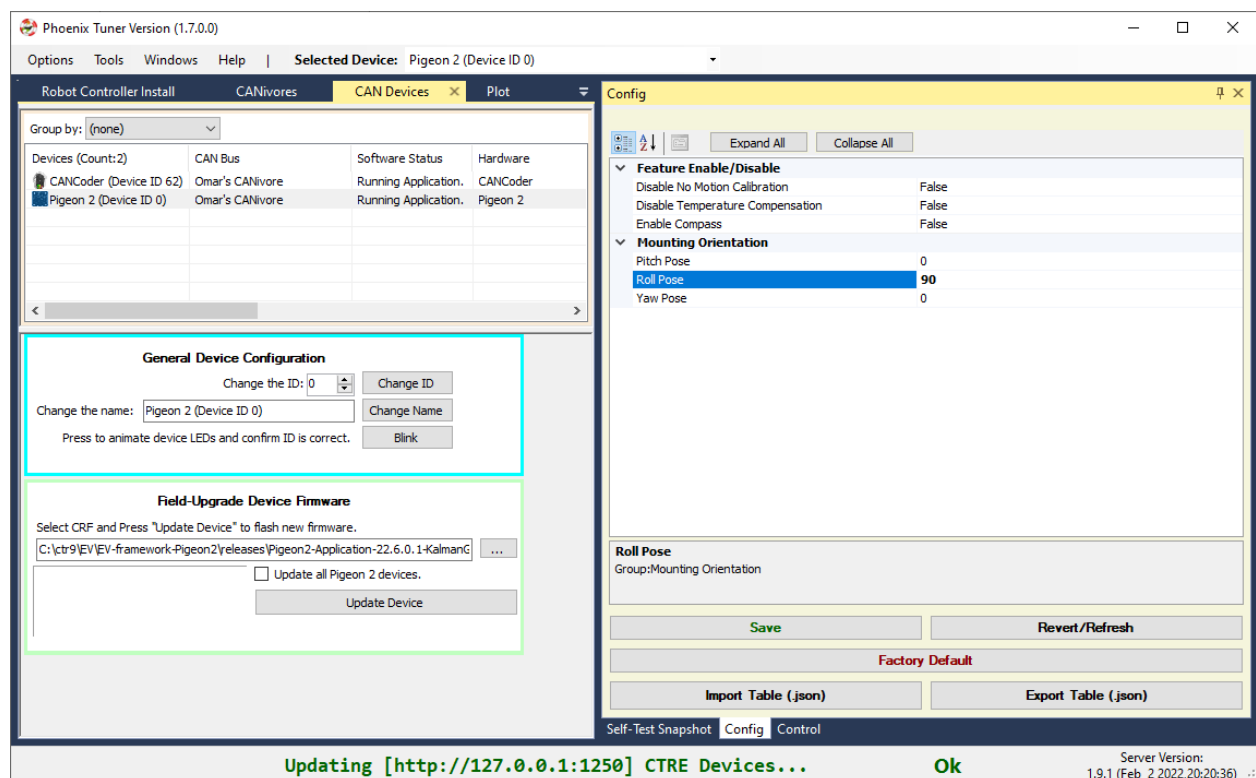 Phoenix Tuner Version (1.7.0.0)
Options Tools Windows Help | Selected Device: Pigeon 2 (Device ID 0)
Robot Controller Install CANivores CAN Devices Plot
Group by: (none)
Devices (Count:2) CAN Bus Software Status Hardware
CANCoder (Device ID 62) Omar's CANivore Running Application. CANCoder
Pigeon 2 (Device ID 0) Omar's CANivore Running Application. Pigeon 2
General Device Configuration
Change the ID: 0 Change ID
Change the name: Pigeon 2 (Device ID 0) Change Name
Press to animate device LEDs and confirm ID is correct. Blink
Field-Upgrade Device Firmware
Select CRF and Press "Update Device" to flash new firmware.
C:\ctr9\EV\EV-framework-Pigeon2\releases\Pigeon2-Application-22.6.0.1-KalmanG ...
Update all Pigeon 2 devices.
Update Device
Config
Expand All Collapse All
Feature Enable/Disable
Disable No Motion Calibration False
Disable Temperature Compensation False
Enable Compass False
Mounting Orientation
Pitch Pose 0
Roll Pose 90
Yaw Pose 0
Roll Pose
Group:Mounting Orientation
Save Revert/Refresh
Factory Default
Import Table (.json) Export Table (.json)
Self-Test Snapshot Config Control
Updating [http://127.0.0.1:1250] CTRE Devices... Ok
Server Version:
1.9.1 (Feb 2 2022 20:20:36)